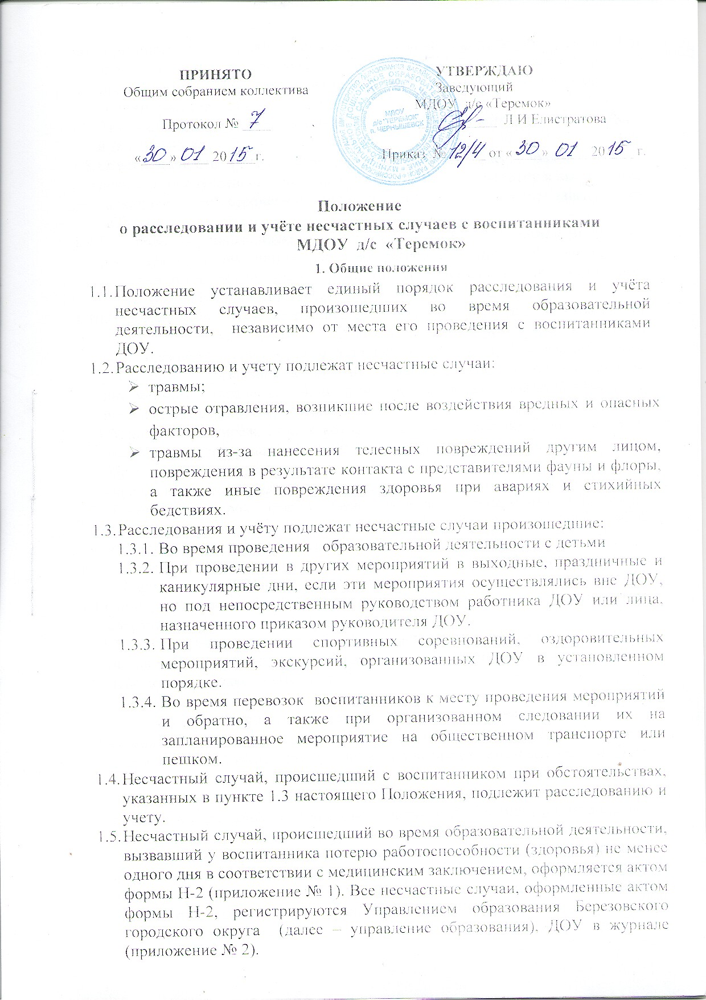 ПРИНЯТО
Общим собранием коллектива
Протокол № 7
«30» 01 2015 г.
УТВЕРЖДАЮ
Заведующий
МДОУ д/с «Теремок»
Л И Елистратова
Приказ № 12/4 от «30» 01 2015 г.
МДОУ
д/с "ТЕРЕМОК"
п. ЧЕРНЫШЕВСК
Положение
о расследовании и учёте несчастных случаев с воспитанниками
МДОУ д/с «Теремок»
1. Общие положения
1.1. Положение устанавливает единый порядок расследования и учёта
несчастных случаев, произошедших во время образовательной
деятельности, независимо от места его проведения с воспитанниками
ДОУ.
1.2. Расследованию и учету подлежат несчастные случаи:
➢ травмы;
➢ острые отравления, возникшие после воздействия вредных и опасных
факторов,
➢ травмы из-за нанесения телесных повреждений другим лицом,
повреждения в результате контакта с представителями фауны и флоры,
а также иные повреждения здоровья при авариях и стихийных
бедствиях.
1.3. Расследования и учёту подлежат несчастные случаи произошедшие:
1.3.1. Во время проведения образовательной деятельности с детьми
1.3.2. При проведении в других мероприятий в выходные, праздничные и
каникулярные дни, если эти мероприятия осуществлялись вне ДОУ,
но под непосредственным руководством работника ДОУ или лица,
назначенного приказом руководителя ДОУ.
1.3.3. При проведении спортивных соревнований, оздоровительных
мероприятий, экскурсий, организованных ДОУ в установленном
порядке.
1.3.4. Во время перевозок воспитанников к месту проведения мероприятий
и обратно, а также при организованном следовании их на
запланированное мероприятие на общественном транспорте или
пешком.
1.4. Несчастный случай, происшедший с воспитанником при обстоятельствах,
указанных в пункте 1.3 настоящего Положения, подлежит расследованию и
учету.
1.5. Несчастный случай, происшедший во время образовательной деятельности,
вызвавший у воспитанника потерю работоспособности (здоровья) не менее
одного дня в соответствии с медицинским заключением, оформляется актом
формы Н-2 (приложение № 1). Все несчастные случаи, оформленные актом
формы Н-2, регистрируются Управлением образования Березовского
городского округа (далее – управление образования), ДОУ в журнале
(приложение № 2).